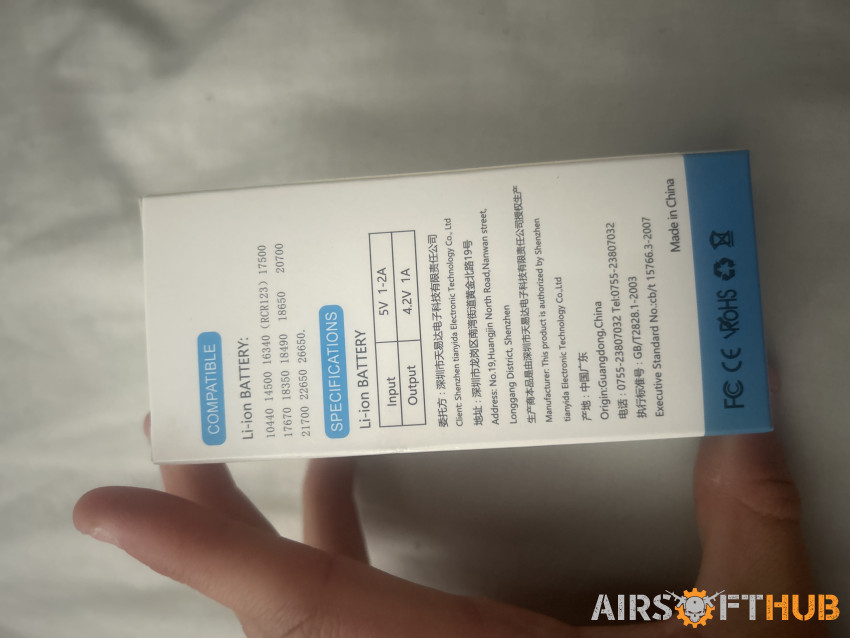 COMPATIBLE
Li-ion BATTERY:
10440 14500 16340 (RCR123) 17500
17670 18350 18490 18650 20700
21700 22650 26650.
SPECIFICATIONS
Li-ion BATTERY
Input 5V 1-2A
Output 4.2V 1A
委托方：深圳市天易达电子科技有限责任公司
Client: Shenzhen tianyida Electronic Technology Co., Ltd
地址：深圳市龙岗区南湾街道黄金北路19号
Address: No.19,Huangjin North Road,Nanwan street,
Longgang District, Shenzhen
生产商本品是由深圳市天易达电子科技有限责任公司授权生产
Manufacturer: This product is authorized by Shenzhen
tianyida Electronic Technology Co.,Ltd
产地：中国广东
Origin:Guangdong,China
电话：0755-23807032 Tel:0755-23807032
执行标准号：GB/T2828.1-2003
Executive Standard No.:cb/t 15766.3-2007
Made in China
FC CE RoHS
AIRSOFTHUB